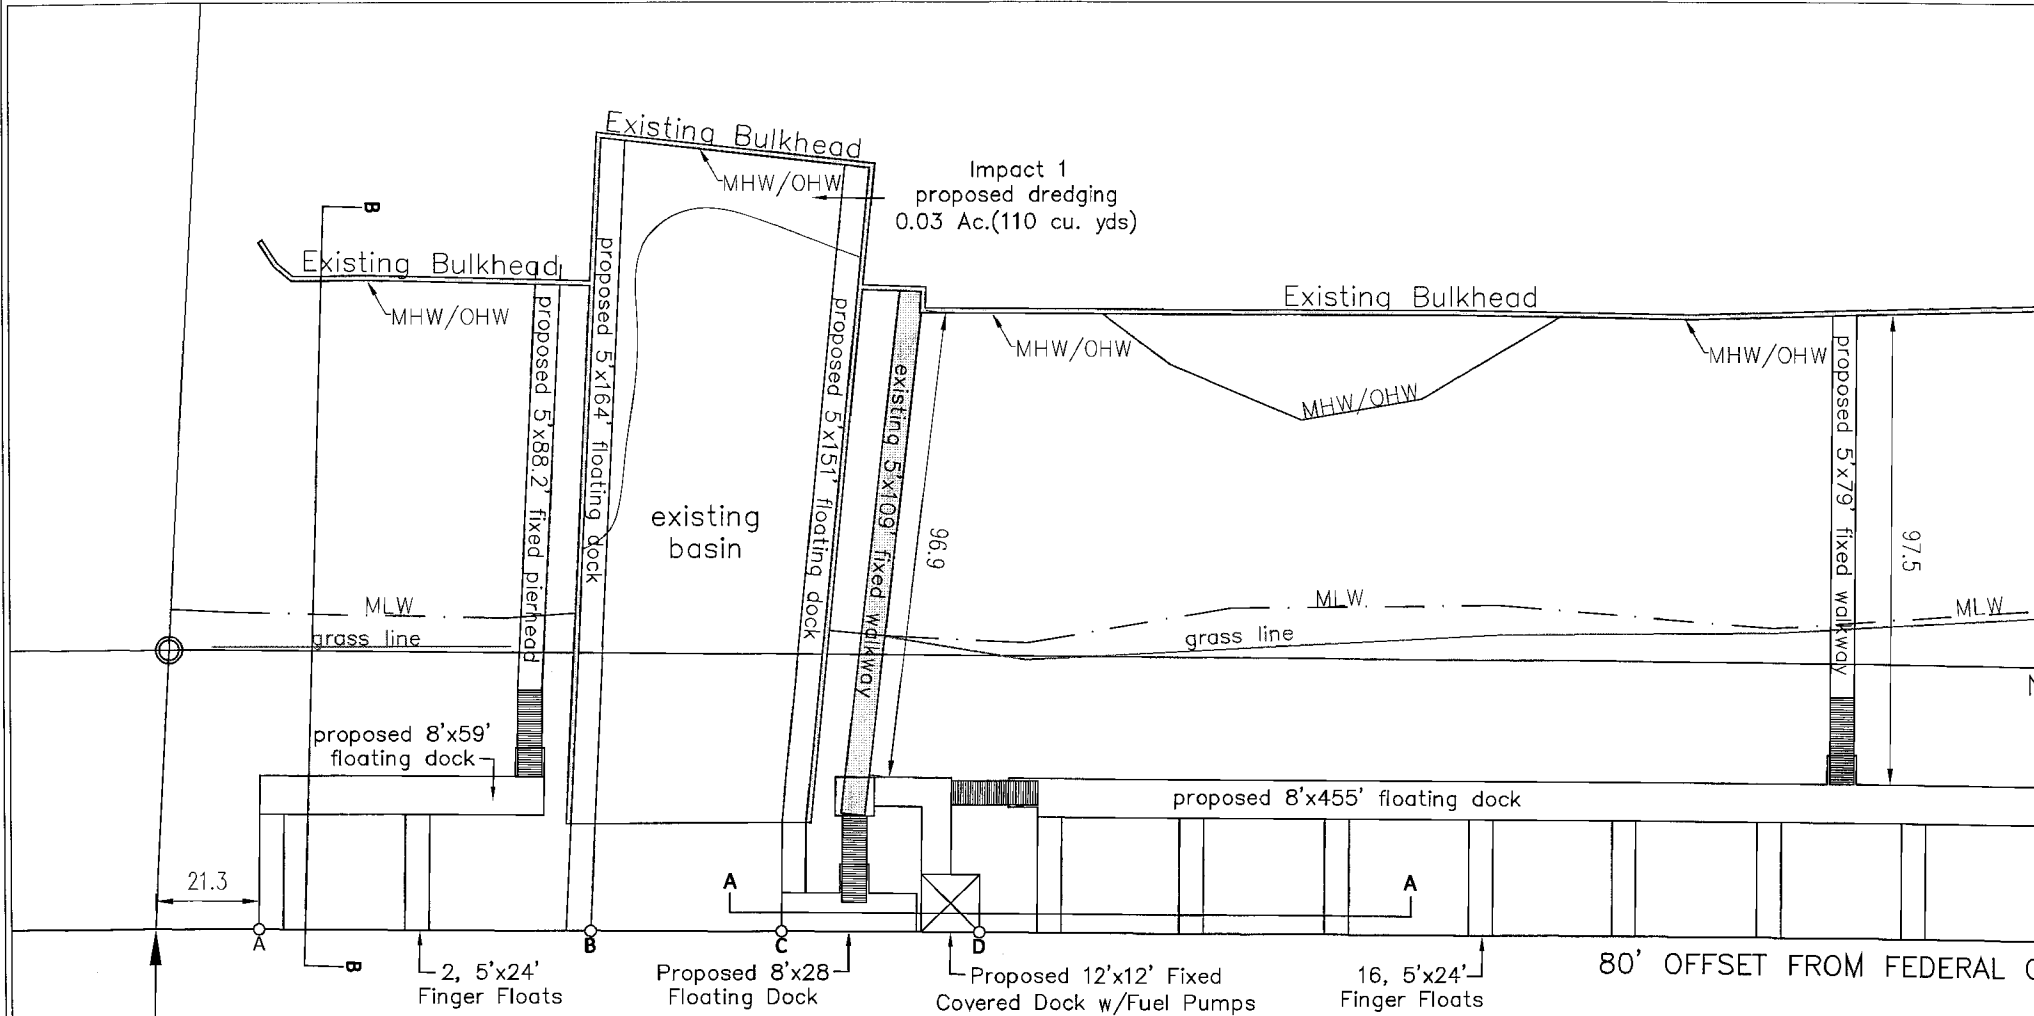 Existing Bulkhead
MHW/OHW
Impact 1
proposed dredging
0.03 Ac.(110 cu. yds)
B
Existing Bulkhead
MHW/OHW
proposed 5'x88.2' fixed pierhead
proposed 5'x164' floating dock
existing
basin
proposed 5'x151' floating dock
existing 5'x109' fixed walkway
96.9
Existing Bulkhead
MHW/OHW
MHW/OHW
MHW/OHW
proposed 5'x79' fixed walkway
97.5
MLW
grass line
MLW
grass line
MLW
proposed 8'x59'
floating dock
proposed 8'x455' floating dock
21.3
A
A
A
B
C
D
B
2, 5'x24'
Finger Floats
Proposed 8'x28
Floating Dock
Proposed 12'x12' Fixed
Covered Dock w/Fuel Pumps
16, 5'x24'
Finger Floats
80' OFFSET FROM FEDERAL